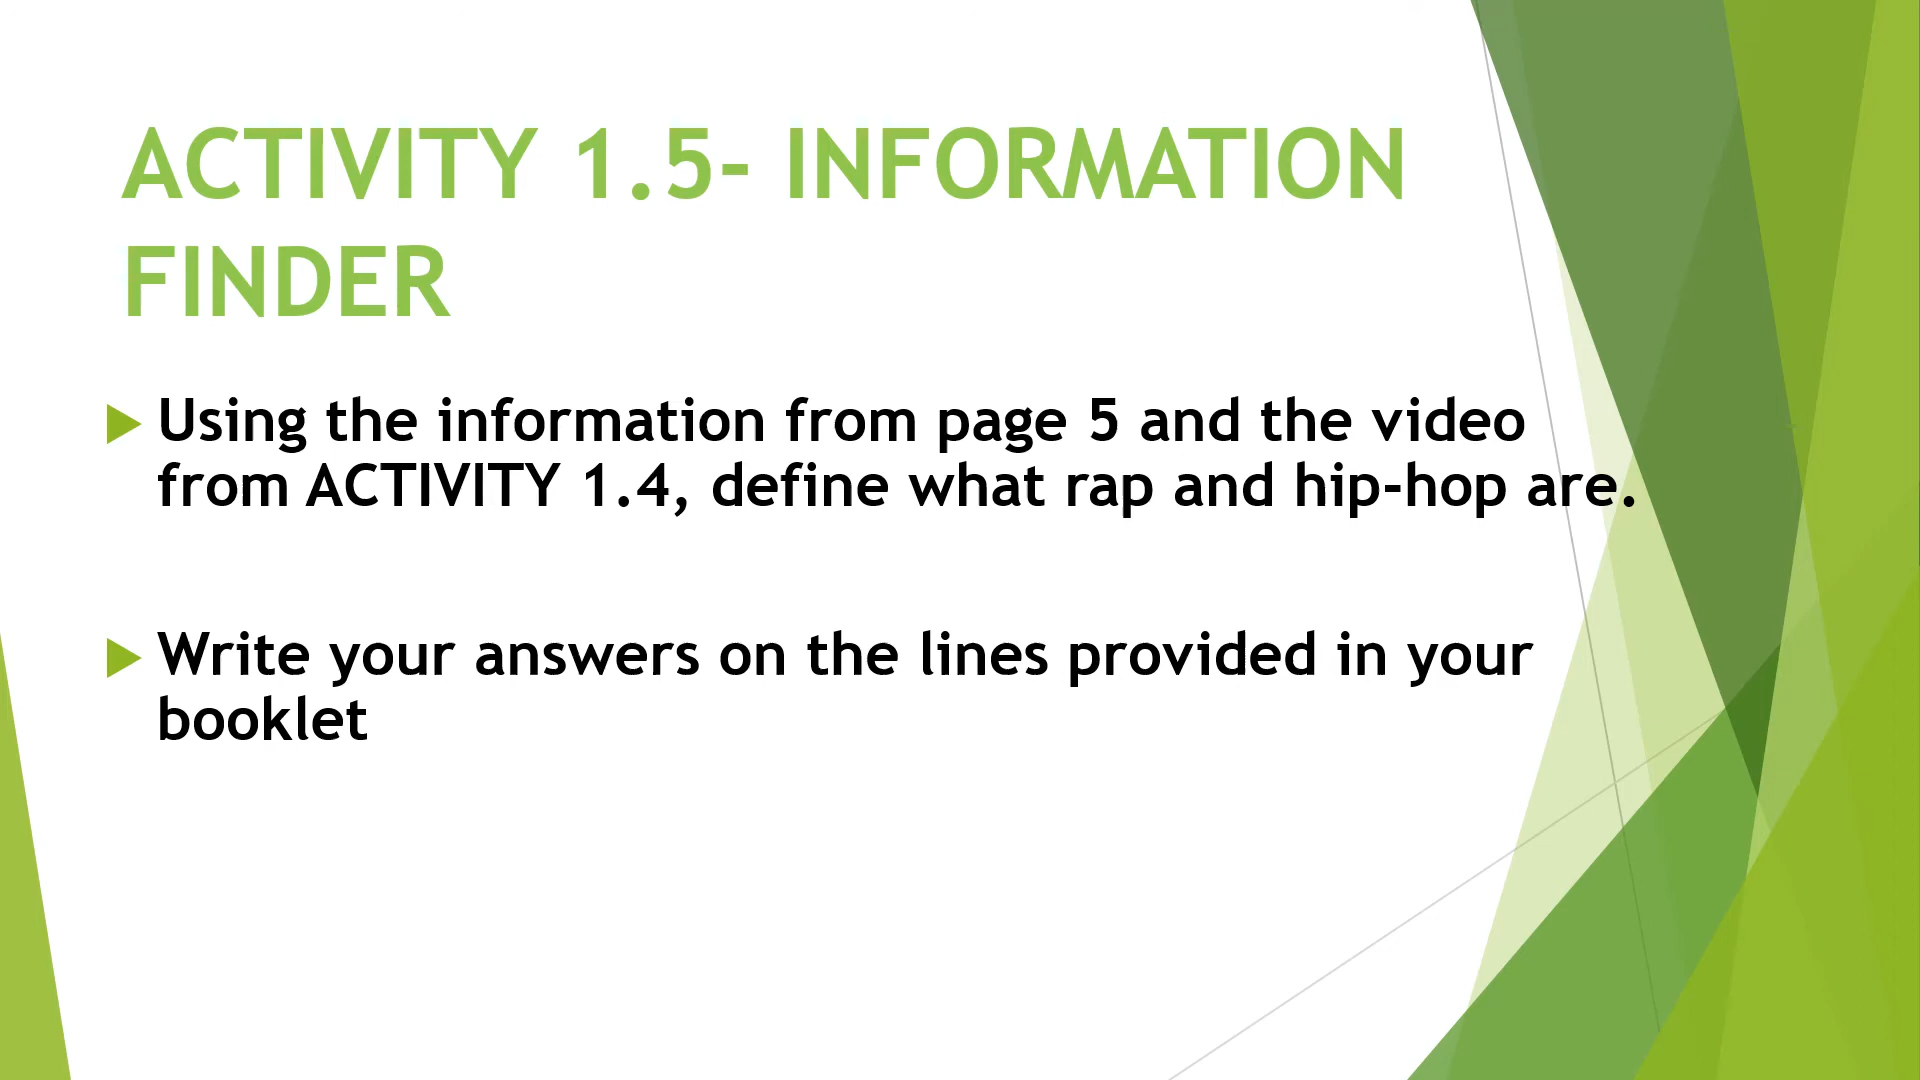 ACTIVITY 1.5- INFORMATION
FINDER
Using the information from page 5 and the video
from ACTIVITY 1.4, define what rap and hip-hop are.
Write your answers on the lines provided in your
booklet